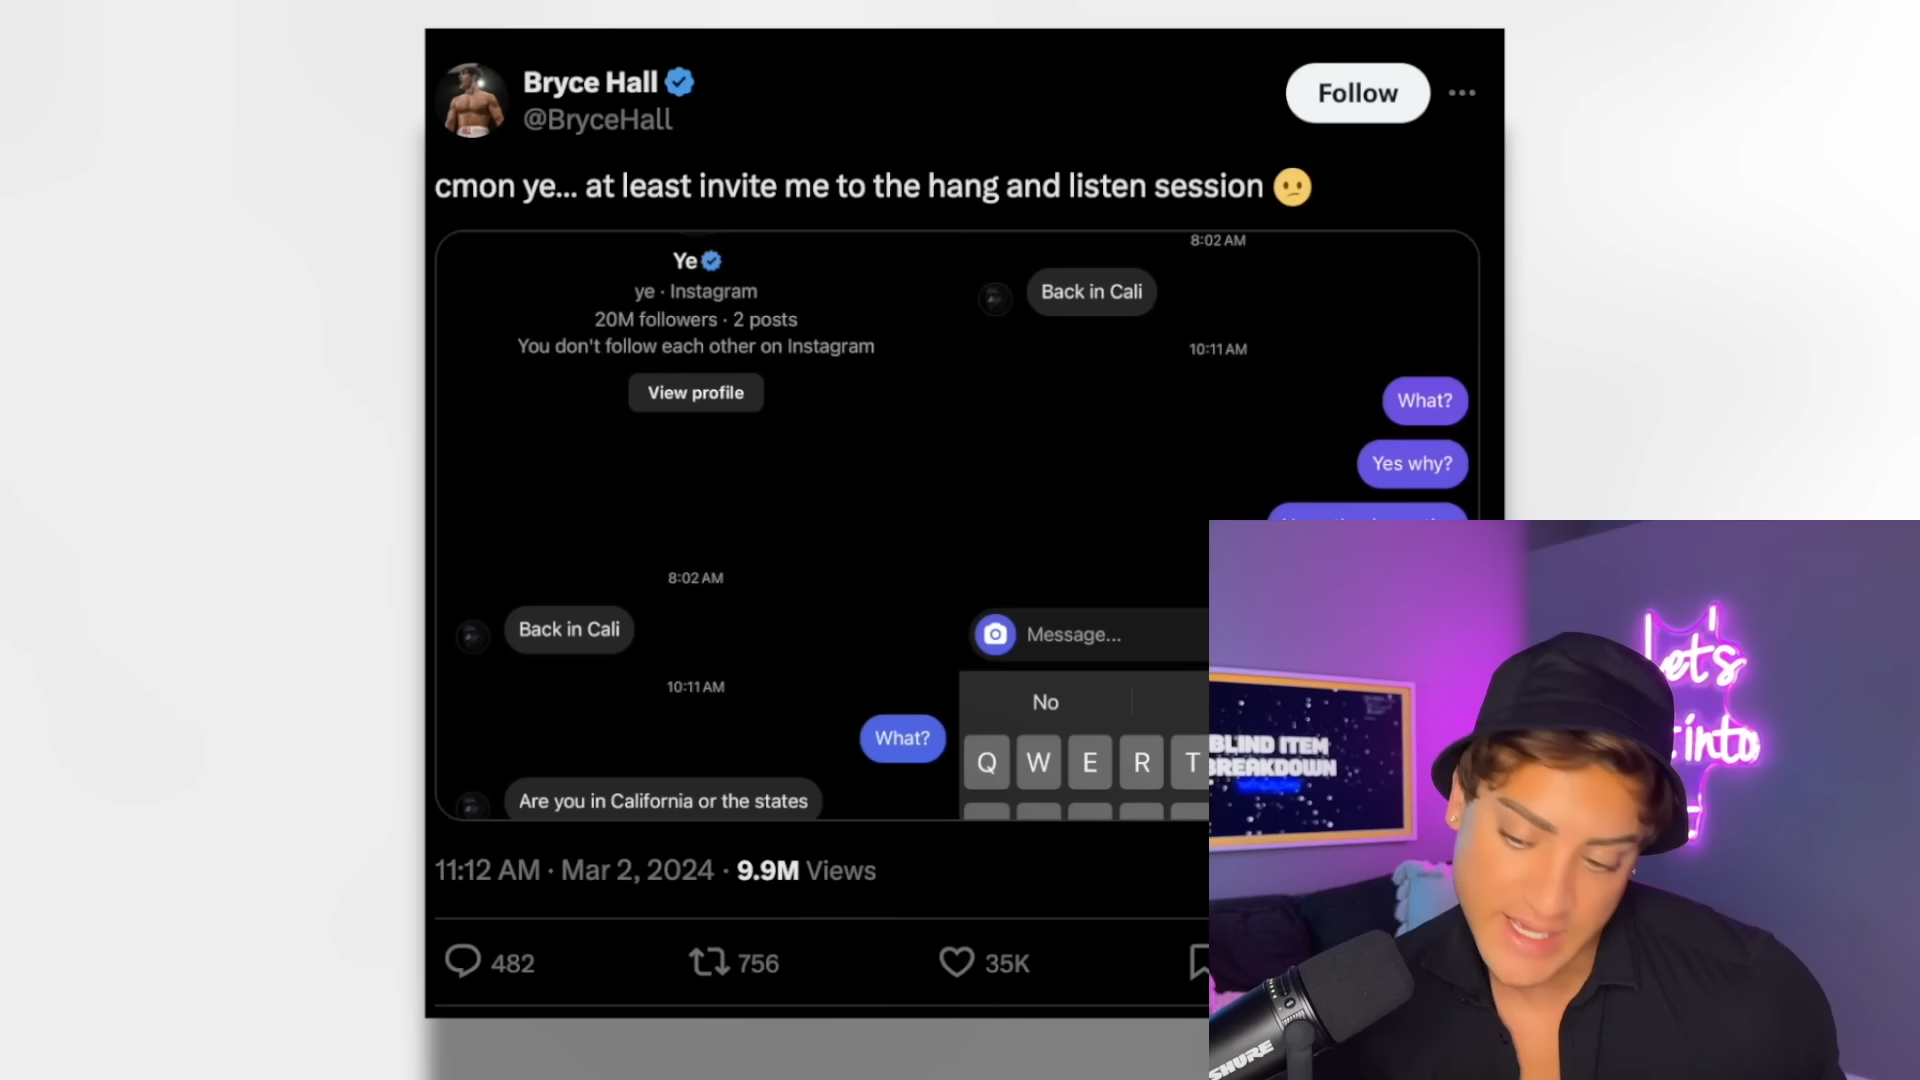 Bryce Hall
@BryceHall
Follow
cmon ye... at least invite me to the hang and listen session
Ye
ye · Instagram
20M followers · 2 posts
You don't follow each other on Instagram
View profile
8:02 AM
Back in Cali
10:11 AM
What?
Are you in California or the states
8:02 AM
Back in Cali
10:11 AM
What?
Yes why?
Message...
No
Q W E R T
11:12 AM · Mar 2, 2024 · 9.9M Views
482
756
35K
BLIND ITEM
BREAKDOWN
Let's
into
SHURE